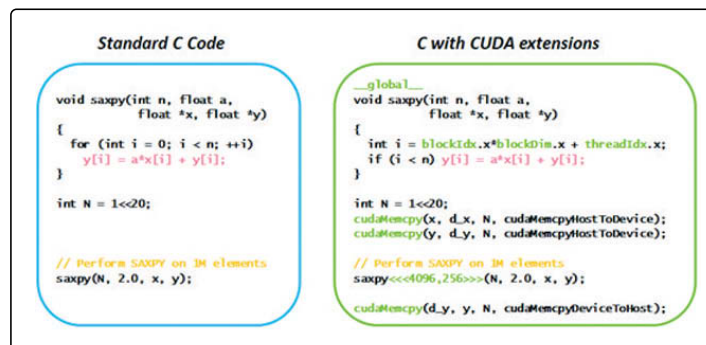 Standard C Code
void saxpy(int n, float a,
float *x, float *y)
{
for (int i = 0; i < n; ++i)
y[i] = a*x[i] + y[i];
}
int N = 1<<20;
// Perform SAXPY on 1M elements
saxpy(N, 2.0, x, y);
C with CUDA extensions
__global__
void saxpy(int n, float a,
float *x, float *y)
{
int i = blockIdx.x*blockDim.x + threadIdx.x;
if (i < n) y[i] = a*x[i] + y[i];
}
int N = 1<<20;
cudaMemcpy(x, d_x, N, cudaMemcpyHostToDevice);
cudaMemcpy(y, d_y, N, cudaMemcpyHostToDevice);
// Perform SAXPY on 1M elements
saxpy<<<4096,256>>>(N, 2.0, x, y);
cudaMemcpy(d_y, y, N, cudaMemcpyDeviceToHost);